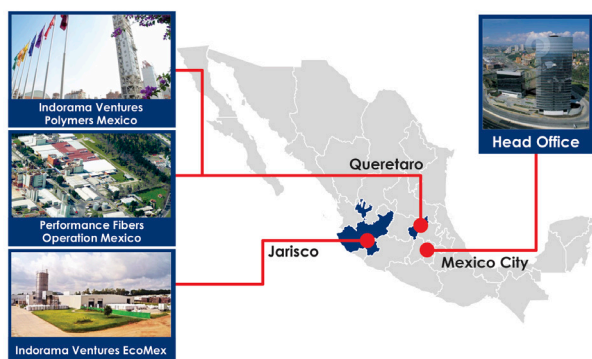 Indorama Ventures
Polymers Mexico
Head Office
Queretaro
Performance Fibers
Operation Mexico
Jarisco
Mexico City
Indorama Ventures EcoMex